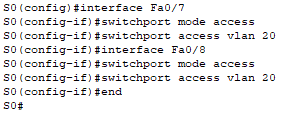 S0(config)#interface Fa0/7
S0(config-if)#switchport mode access
S0(config-if)#switchport access vlan 20
S0(config-if)#interface Fa0/8
S0(config-if)#switchport mode access
S0(config-if)#switchport access vlan 20
S0(config-if)#end
S0#